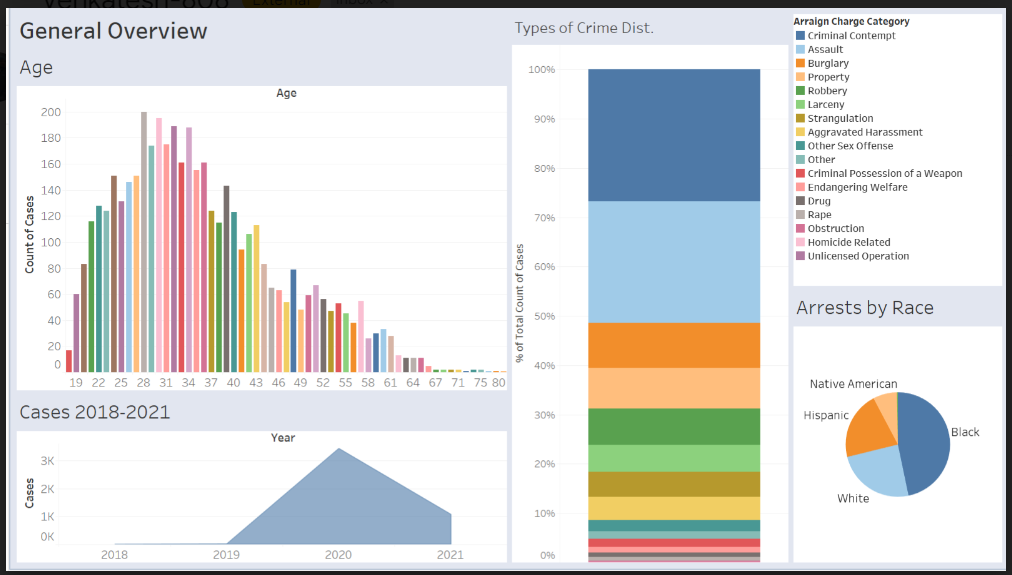 Venkatesh-808 External Inbox
General Overview
Age
Age
200
180
160
140
120
100
80
60
40
20
0
Count of Cases
19 22 25 28 31 34 37 40 43 46 49 52 55 58 61 64 67 71 75 80
Cases 2018-2021
Year
3K
2K
1K
0K
Cases
2018 2019 2020 2021
Types of Crime Dist.
100%
90%
80%
70%
60%
50%
40%
30%
20%
10%
0%
% of Total Count of Cases
Arraign Charge Category
Criminal Contempt
Assault
Burglary
Property
Robbery
Larceny
Strangulation
Aggravated Harassment
Other Sex Offense
Other
Criminal Possession of a Weapon
Endangering Welfare
Drug
Rape
Obstruction
Homicide Related
Unlicensed Operation
Arrests by Race
Native American
Hispanic
Black
White